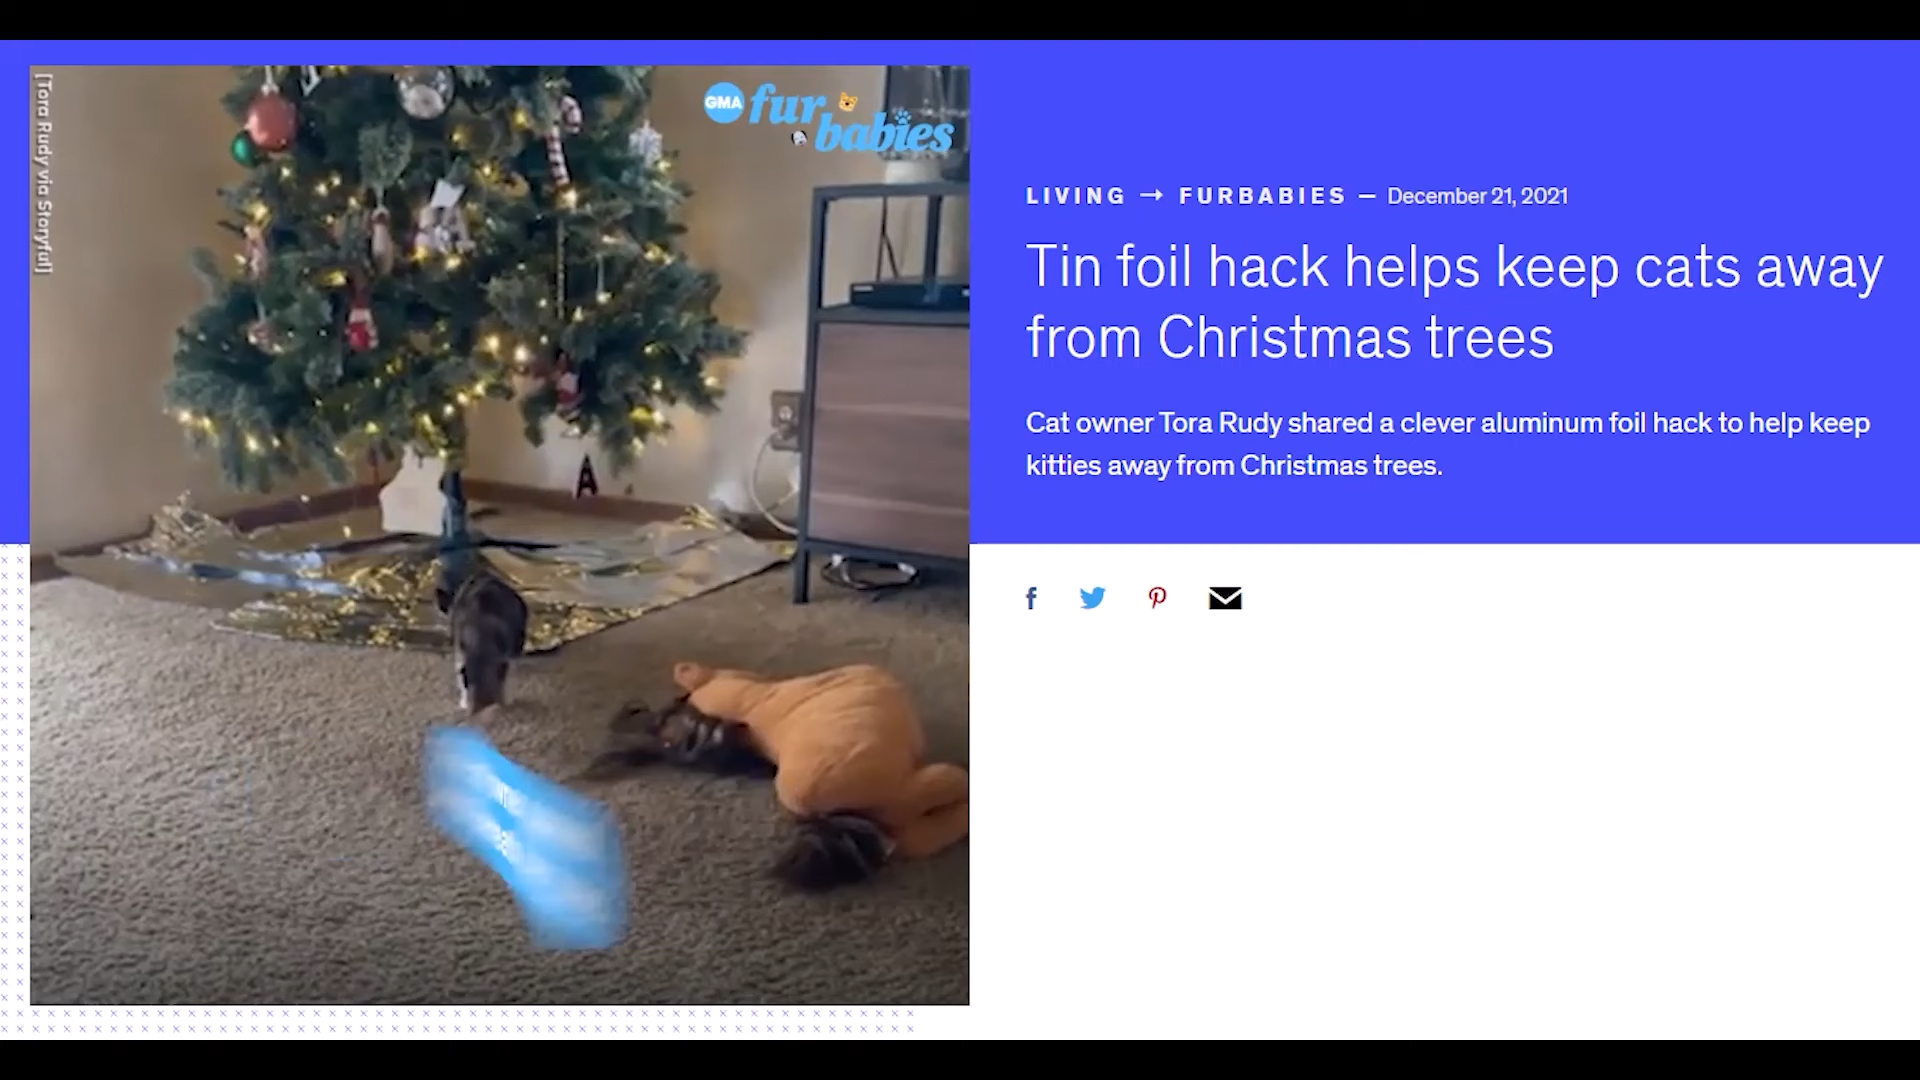 [Tora Rudy via Storyful]
GMA fur
babies
A
LIVING → FURBABIES — December 21, 2021
Tin foil hack helps keep cats away
from Christmas trees
Cat owner Tora Rudy shared a clever aluminum foil hack to help keep
kitties away from Christmas trees.